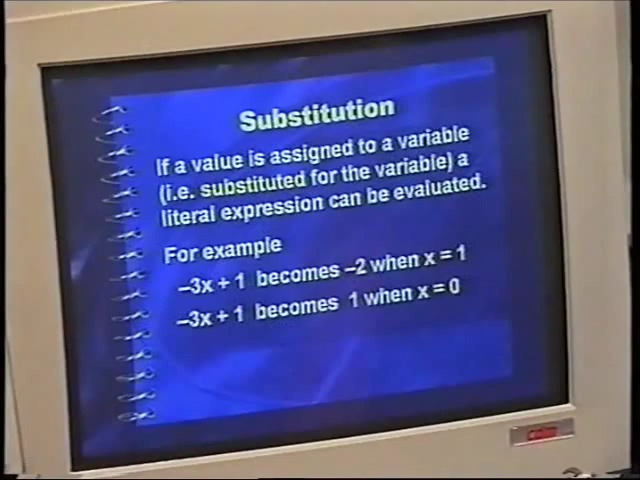 Substitution
If a value is assigned to a variable
(i.e. substituted for the variable) a
literal expression can be evaluated.
For example
–3x + 1 becomes –2 when x = 1
–3x + 1 becomes 1 when x = 0